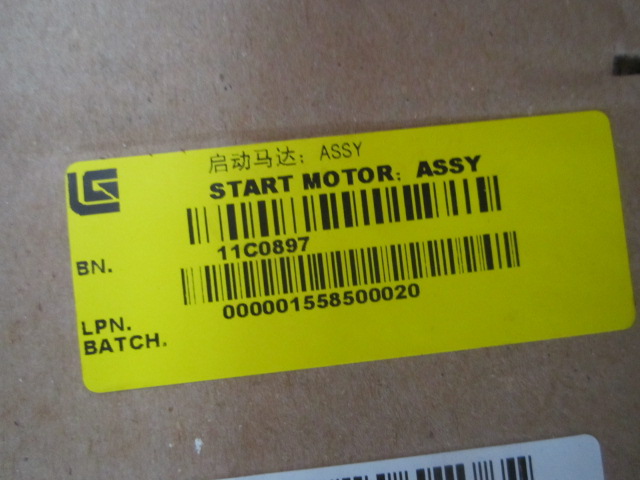 启动马达：ASSY
START MOTOR：ASSY
BN.
11C0897
LPN.
000001558500020
BATCH.